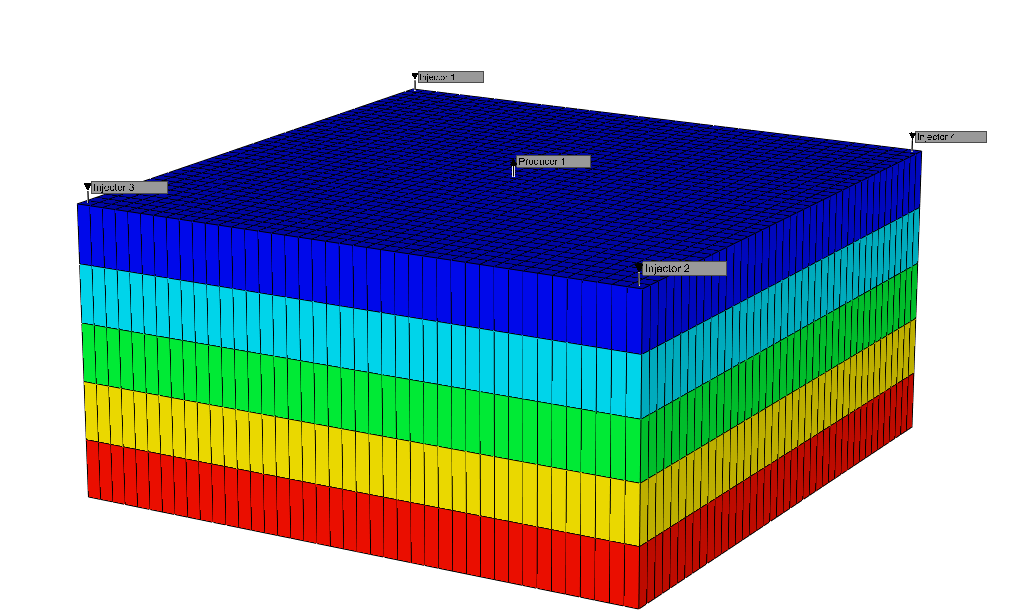 Injector 1
Injector 4
Producer 1
Injector 3
Injector 2